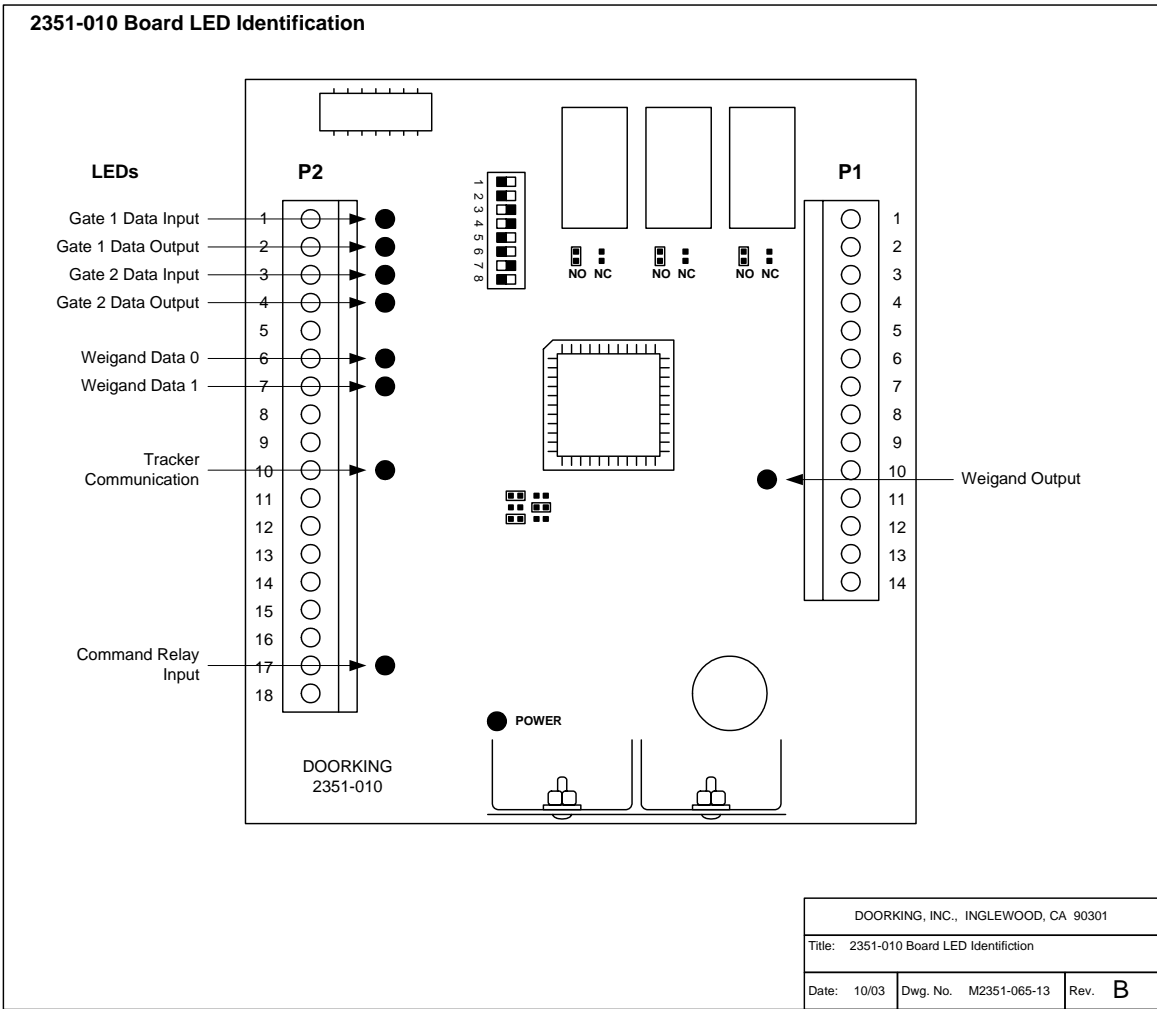 2351-010 Board LED Identification
LEDs
P2
P1
Gate 1 Data Input
Gate 1 Data Output
Gate 2 Data Input
Gate 2 Data Output
Weigand Data 0
Weigand Data 1
Tracker
Communication
Command Relay
Input
1
2
3
4
5
6
7
8
9
10
11
12
13
14
15
16
17
18
1
2
3
4
5
6
7
8
NO NC
NO NC
NO NC
1
2
3
4
5
6
7
8
9
10
11
12
13
14
Weigand Output
POWER
DOORKING
2351-010
DOORKING, INC., INGLEWOOD, CA 90301
Title: 2351-010 Board LED Identifiction
Date: 10/03 Dwg. No. M2351-065-13 Rev. B